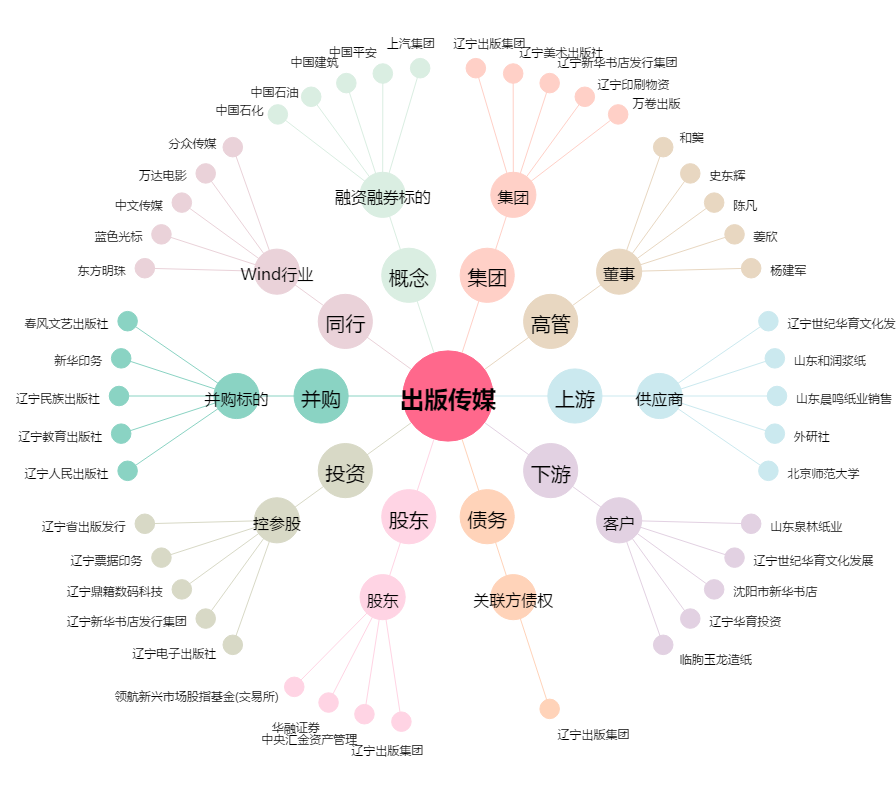 出版传媒
概念
融资融券标的
中国石化
中国石油
中国建筑
中国平安
上汽集团
集团
集团
辽宁出版集团
辽宁美术出版社
辽宁新华书店发行集团
辽宁印刷物资
万卷出版
高管
董事
和龑
史东辉
陈凡
姜欣
杨建军
上游
供应商
辽宁世纪华育文化发
山东和润浆纸
山东晨鸣纸业销售
外研社
北京师范大学
下游
客户
山东泉林纸业
辽宁世纪华育文化发展
沈阳市新华书店
辽宁华育投资
临朐玉龙造纸
债务
关联方债权
辽宁出版集团
股东
股东
辽宁出版集团
中央汇金资产管理
华融证券
领航新兴市场股指基金(交易所)
投资
控参股
辽宁电子出版社
辽宁新华书店发行集团
辽宁鼎籍数码科技
辽宁票据印务
辽宁省出版发行
并购
并购标的
辽宁人民出版社
辽宁教育出版社
辽宁民族出版社
新华印务
春风文艺出版社
同行
Wind行业
东方明珠
蓝色光标
中文传媒
万达电影
分众传媒